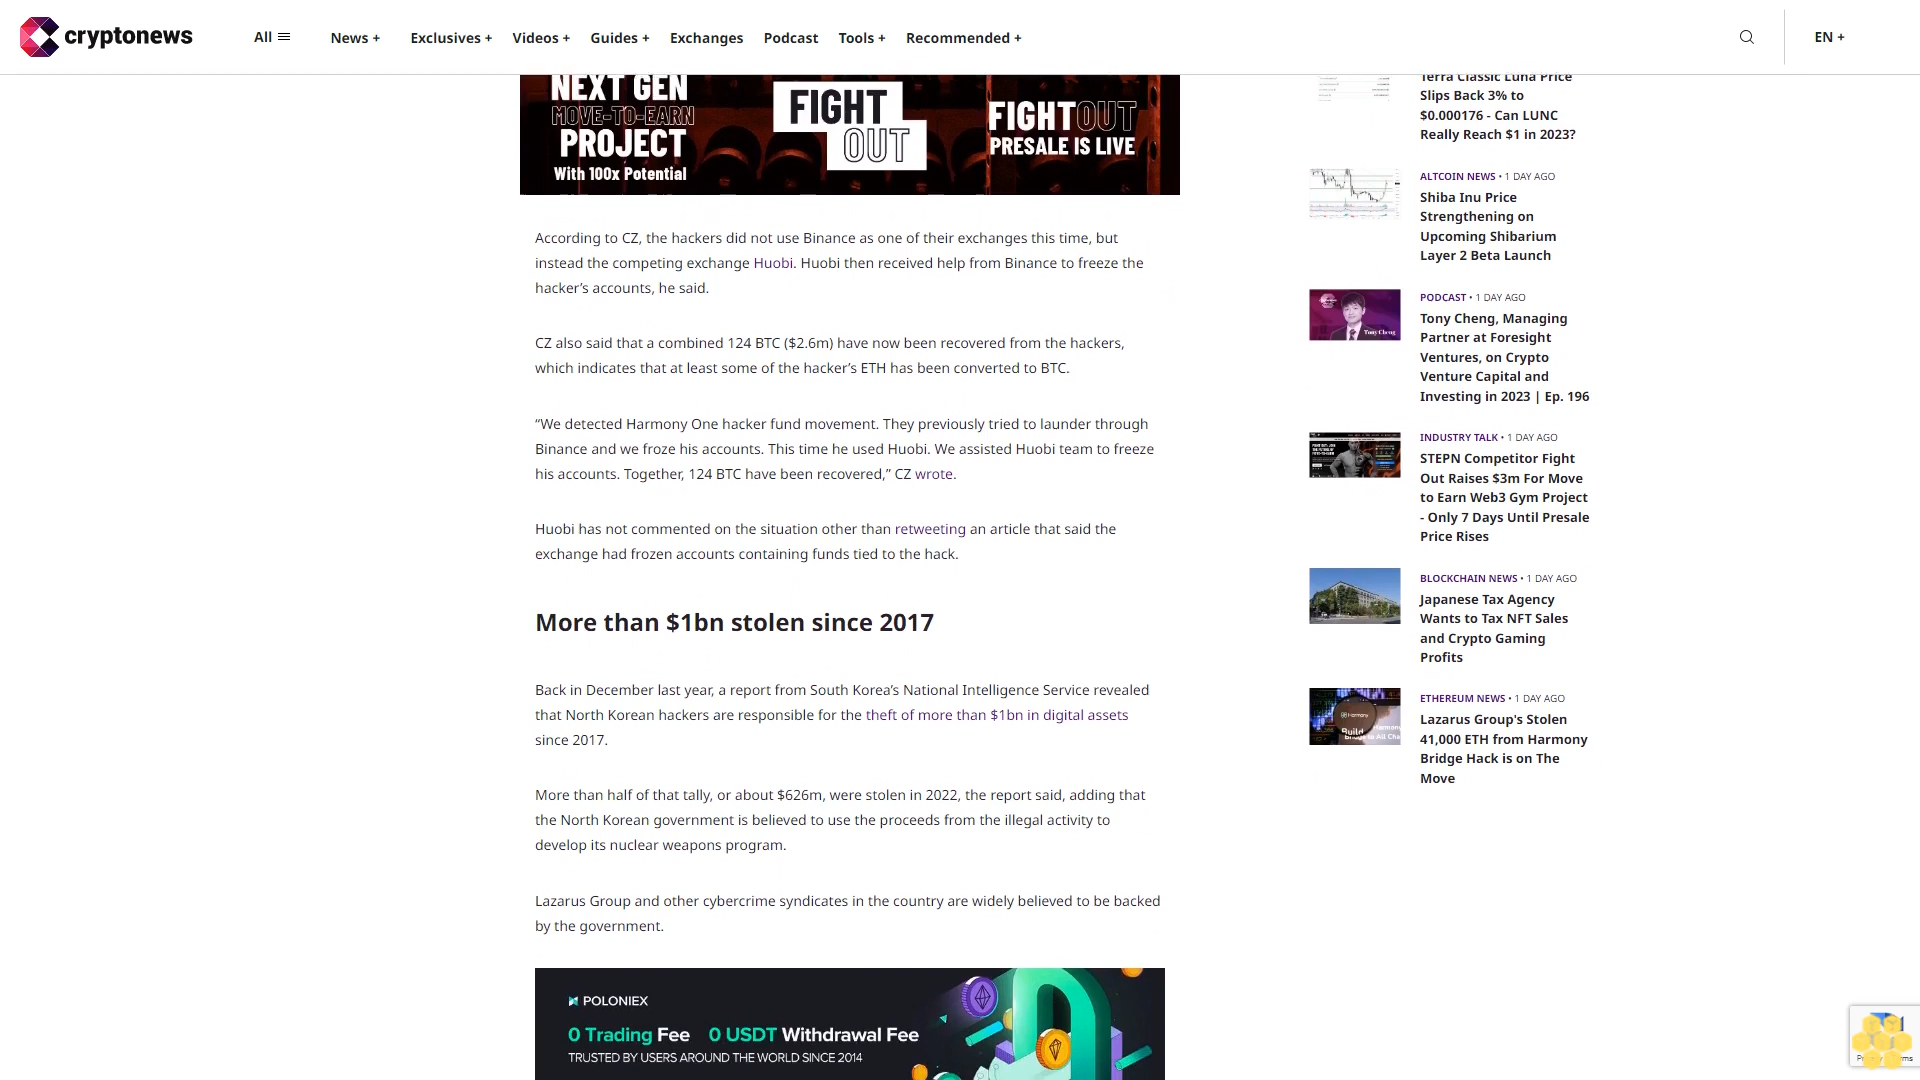 cryptonews
All
News +
Exclusives +
Videos +
Guides +
Exchanges
Podcast
Tools +
Recommended +
EN +
NEXT GEN
MOVE-TO-EARN
PROJECT
With 100x Potential
FIGHT
OUT
FIGHTOUT
PRESALE IS LIVE
According to CZ, the hackers did not use Binance as one of their exchanges this time, but
instead the competing exchange Huobi. Huobi then received help from Binance to freeze the
hacker’s accounts, he said.
CZ also said that a combined 124 BTC ($2.6m) have now been recovered from the hackers,
which indicates that at least some of the hacker’s ETH has been converted to BTC.
“We detected Harmony One hacker fund movement. They previously tried to launder through
Binance and we froze his accounts. This time he used Huobi. We assisted Huobi team to freeze
his accounts. Together, 124 BTC have been recovered,” CZ wrote.
Huobi has not commented on the situation other than retweeting an article that said the
exchange had frozen accounts containing funds tied to the hack.
More than $1bn stolen since 2017
Back in December last year, a report from South Korea’s National Intelligence Service revealed
that North Korean hackers are responsible for the theft of more than $1bn in digital assets
since 2017.
More than half of that tally, or about $626m, were stolen in 2022, the report said, adding that
the North Korean government is believed to use the proceeds from the illegal activity to
develop its nuclear weapons program.
Lazarus Group and other cybercrime syndicates in the country are widely believed to be backed
by the government.
POLONIEX
0 Trading Fee 0 USDT Withdrawal Fee
TRUSTED BY USERS AROUND THE WORLD SINCE 2014
Terra Classic Luna Price
Slips Back 3% to
$0.000176 - Can LUNC
Really Reach $1 in 2023?
ALTCOIN NEWS • 1 DAY AGO
Shiba Inu Price
Strengthening on
Upcoming Shibarium
Layer 2 Beta Launch
Tony Cheng
PODCAST • 1 DAY AGO
Tony Cheng, Managing
Partner at Foresight
Ventures, on Crypto
Venture Capital and
Investing in 2023 | Ep. 196
INDUSTRY TALK • 1 DAY AGO
STEPN Competitor Fight
Out Raises $3m For Move
to Earn Web3 Gym Project
- Only 7 Days Until Presale
Price Rises
BLOCKCHAIN NEWS • 1 DAY AGO
Japanese Tax Agency
Wants to Tax NFT Sales
and Crypto Gaming
Profits
Harmony
Build
ETHEREUM NEWS • 1 DAY AGO
Lazarus Group's Stolen
41,000 ETH from Harmony
Bridge Hack is on The
Move